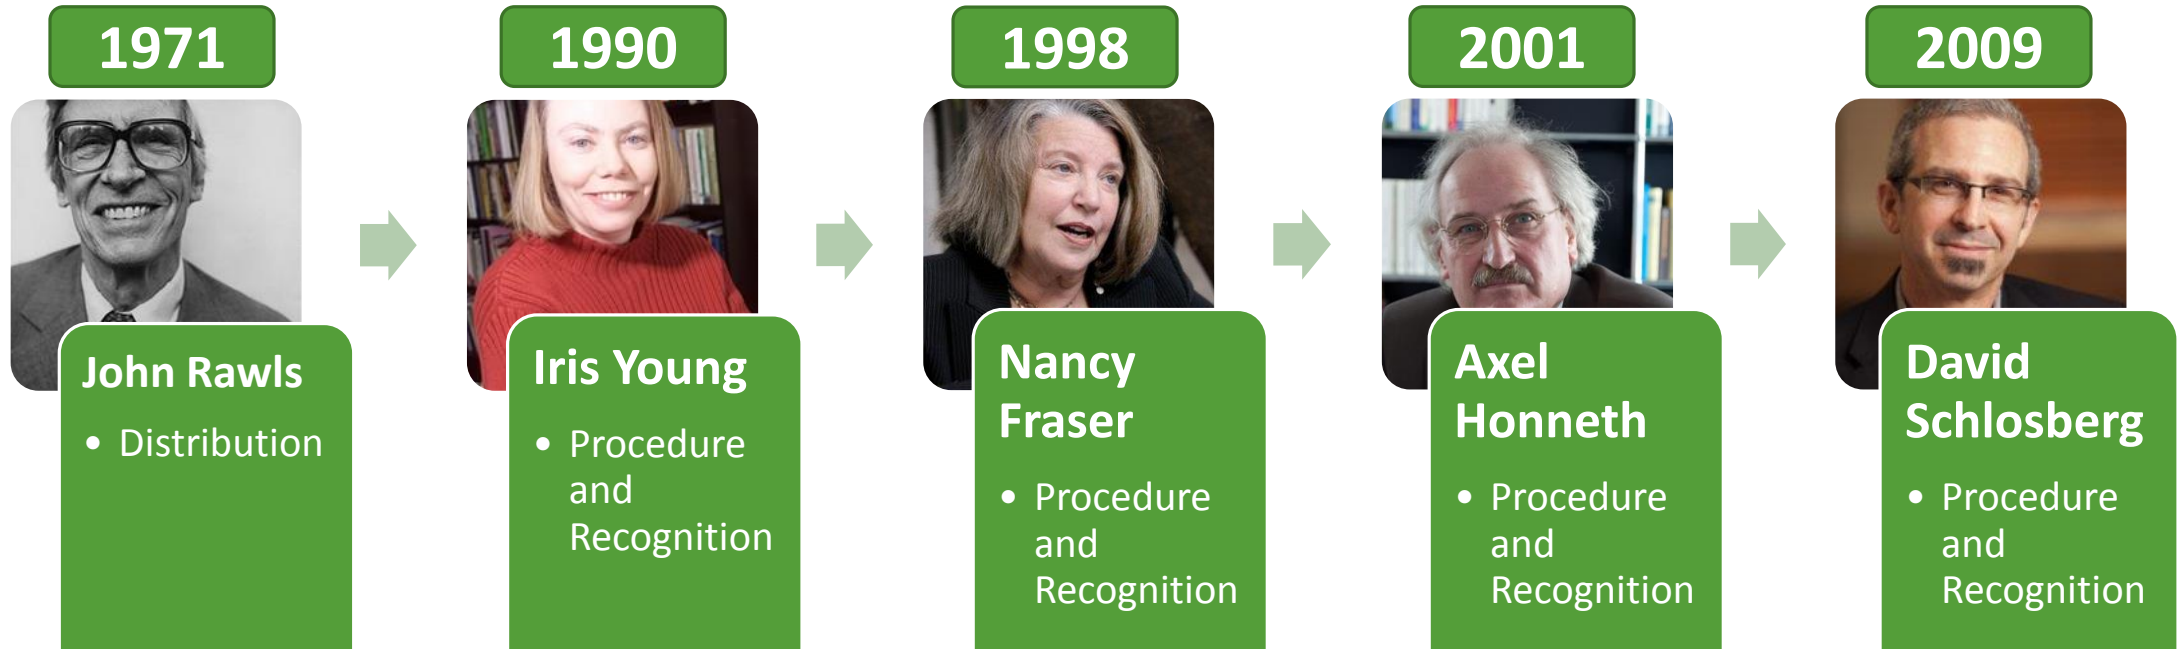 1971
1990
1998
2001
2009
John Rawls
• Distribution
Iris Young
• Procedure
and
Recognition
Nancy
Fraser
• Procedure
and
Recognition
Axel
Honneth
• Procedure
and
Recognition
David
Schlosberg
• Procedure
and
Recognition